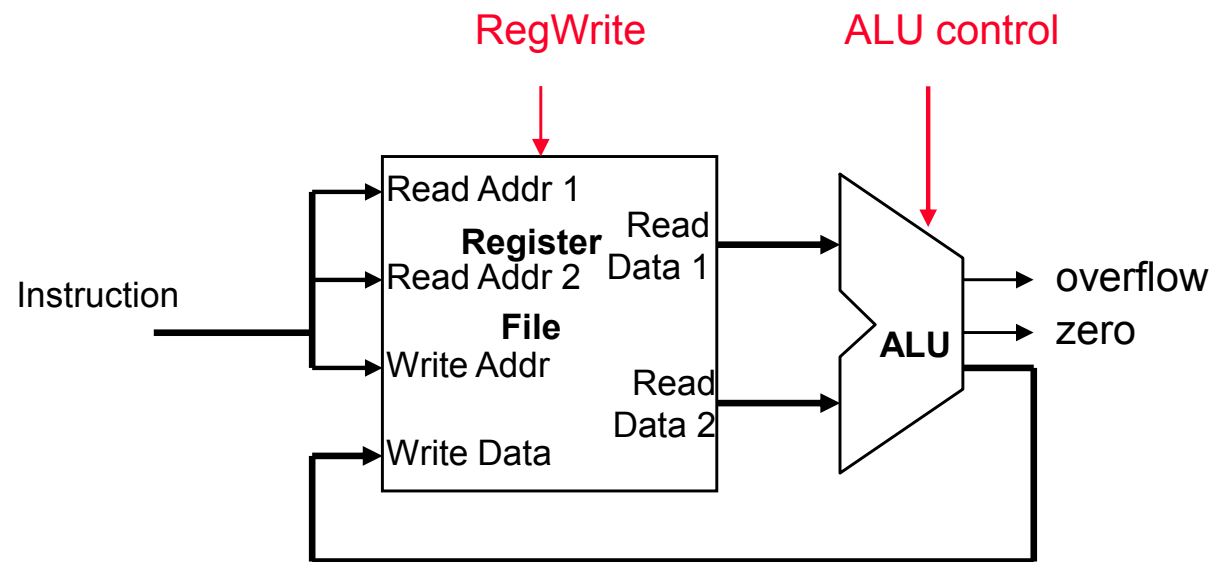 RegWrite
ALU control
Instruction
Read Addr 1
Register
Read Addr 2
File
Write Addr
Write Data
Read
Data 1
Read
Data 2
ALU
overflow
zero